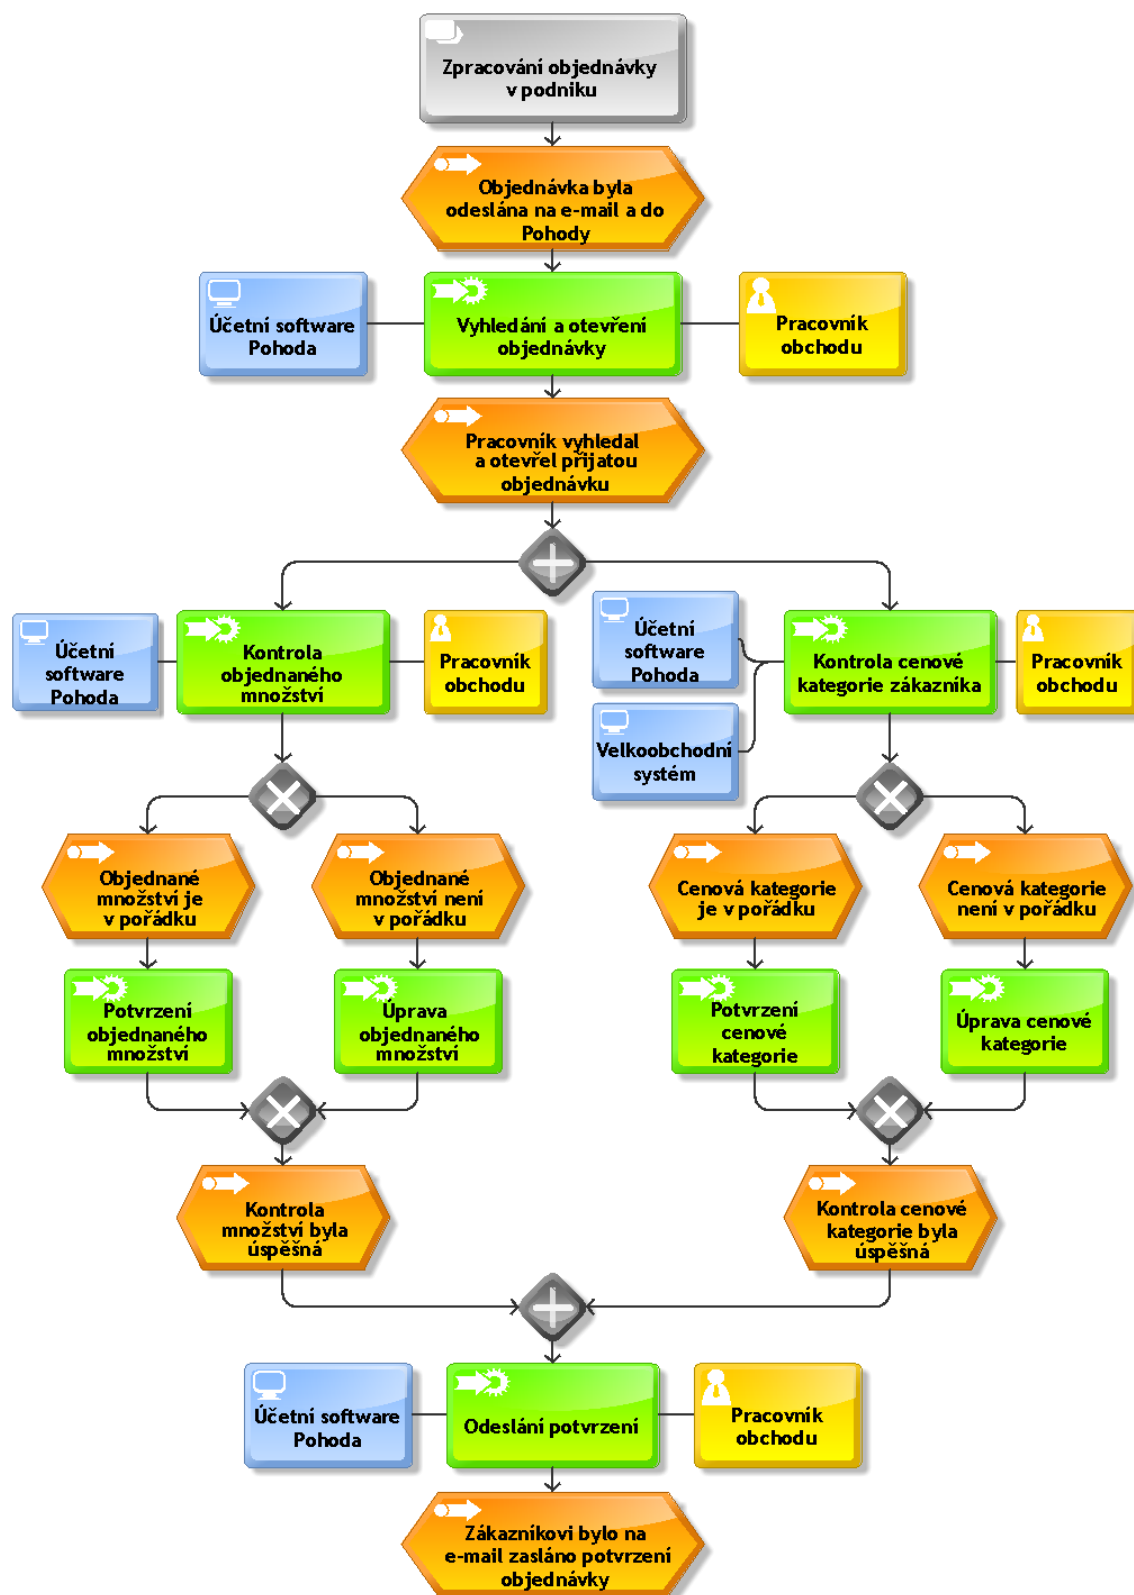 Zpracování objednávky
v podniku
Objednávka byla
odeslána na e-mail a do
Pohody
Účetní software
Pohoda
Vyhledání a otevření
objednávky
Pracovník
obchodu
Pracovník vyhledal
a otevřel přijatou
objednávku
Účetní
software
Pohoda
Kontrola
objednaného
množství
Pracovník
obchodu
Účetní
software
Pohoda
Velkoobchodní
systém
Kontrola cenové
kategorie zákazníka
Pracovník
obchodu
Objednané
množství je
v pořádku
Objednané
množství není
v pořádku
Cenová kategorie
je v pořádku
Cenová kategorie
není v pořádku
Potvrzení
objednaného
množství
Úprava
objednaného
množství
Potvrzení
cenové
kategorie
Úprava cenové
kategorie
Kontrola
množství byla
úspěšná
Kontrola cenové
kategorie byla
úspěšná
Účetní software
Pohoda
Odeslání potvrzení
Pracovník
obchodu
Zákazníkovi bylo na
e-mail zasláno potvrzení
objednávky